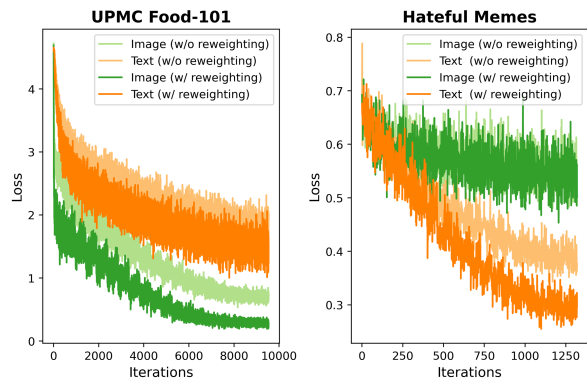 UPMC Food-101
Image (w/o reweighting)
Text (w/o reweighting)
Image (w/ reweighting)
Text (w/ reweighting)
Loss
4
3
2
1
0
0
2000
4000
6000
8000
10000
Iterations
Hateful Memes
Image (w/o reweighting)
Text (w/o reweighting)
Image (w/ reweighting)
Text  (w/ reweighting)
Loss
0.8
0.7
0.6
0.5
0.4
0.3
0
250
500
750
1000
1250
Iterations